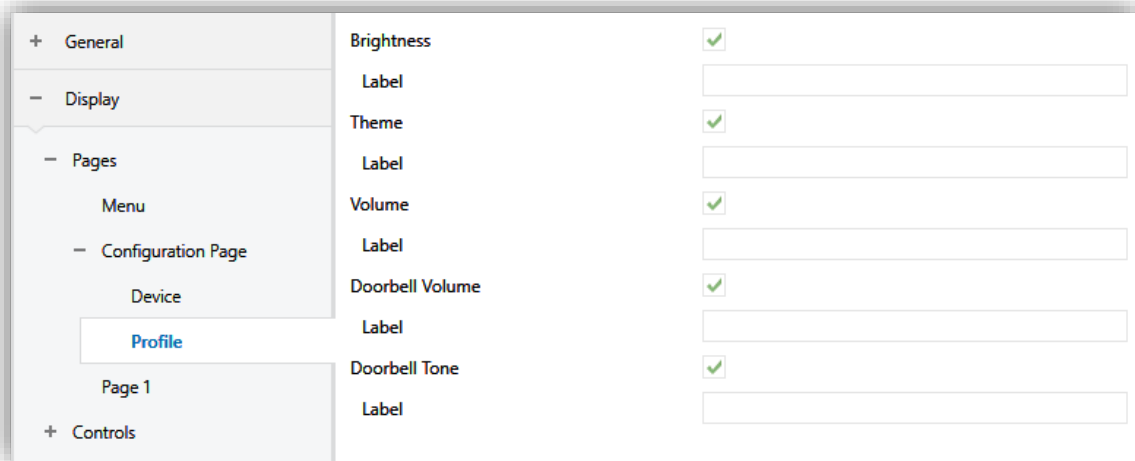 General
Display
Pages
Menu
Configuration Page
Device
Profile
Page 1
Controls
Brightness
Label
Theme
Label
Volume
Label
Doorbell Volume
Label
Doorbell Tone
Label